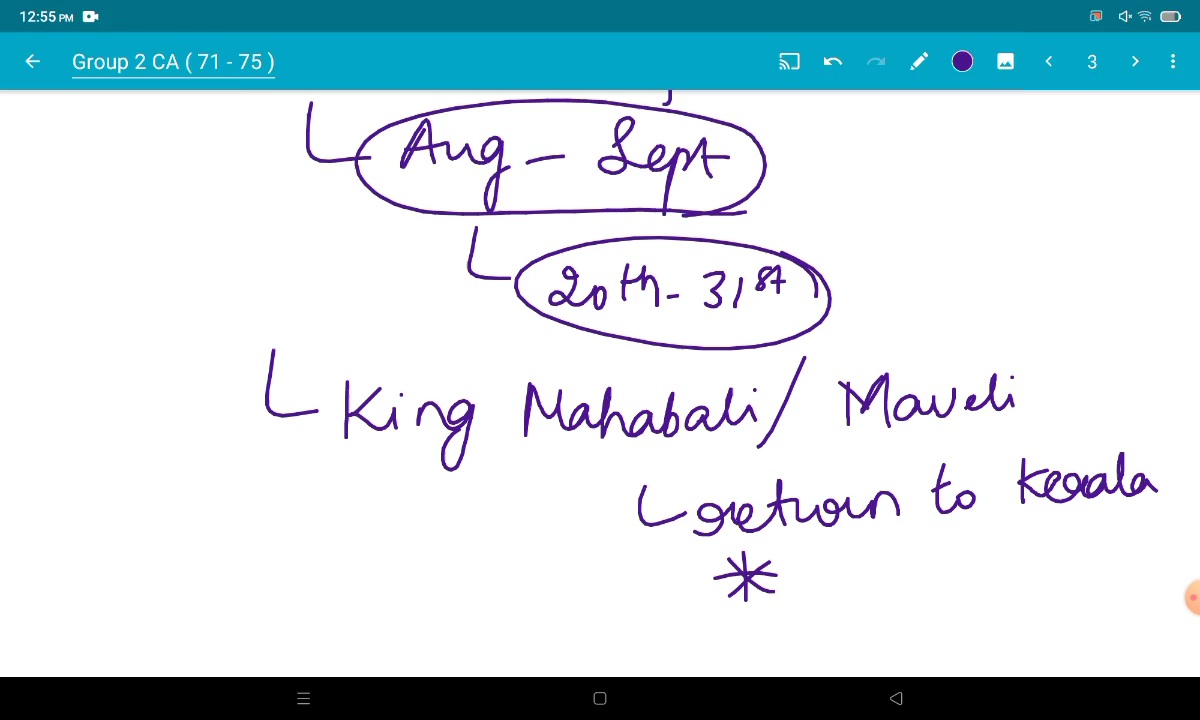 12:55 PM
Group 2 CA ( 71 - 75 )
3
Aug - Sept
20th - 31st
King Mahabali / Maveli
return to Kerala
*